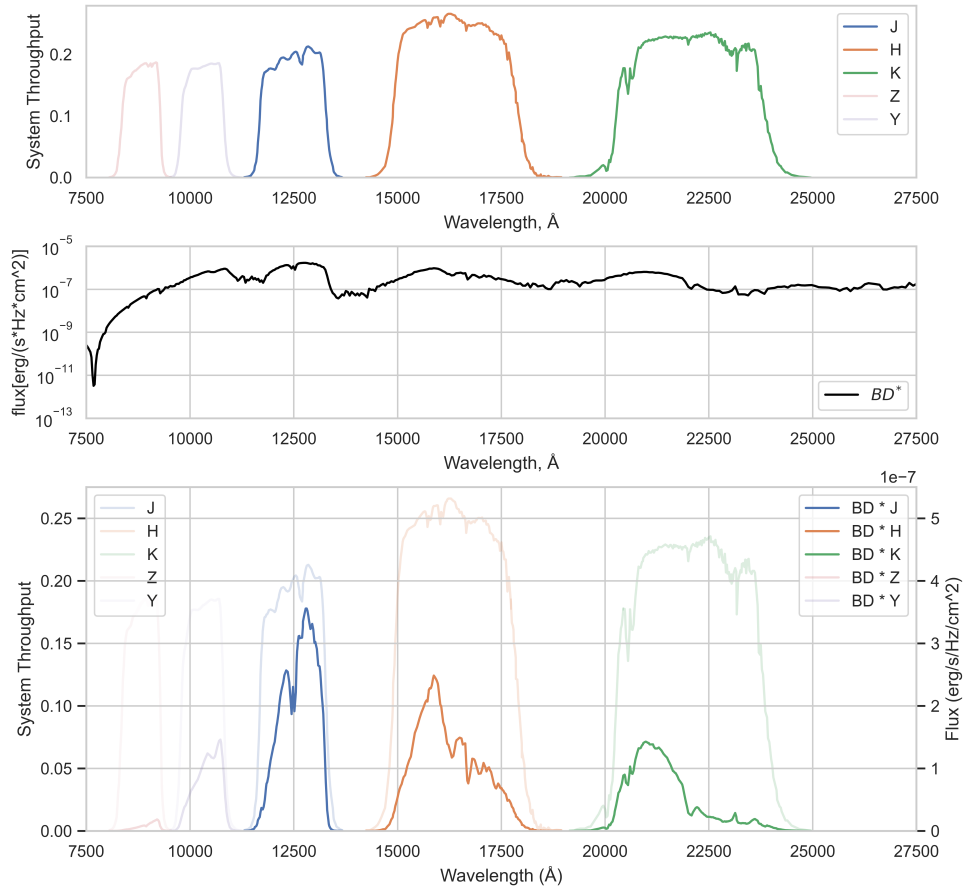 System Throughput
0.2
0.1
0.0
J
H
K
Z
Y
7500 10000 12500 15000 17500 20000 22500 25000 27500
Wavelength, Å
flux[erg/(s*Hz*cm^2)]
10⁻⁵
10⁻⁷
10⁻⁹
10⁻¹¹
10⁻¹³
BD*
7500 10000 12500 15000 17500 20000 22500 25000 27500
Wavelength, Å
1e-7
System Throughput
0.25
0.20
0.15
0.10
0.05
0.00
J
H
K
Z
Y
BD * J
BD * H
BD * K
BD * Z
BD * Y
5
4
3
2
1
0
Flux (erg/s/Hz/cm^2)
7500 10000 12500 15000 17500 20000 22500 25000 27500
Wavelength (Å)